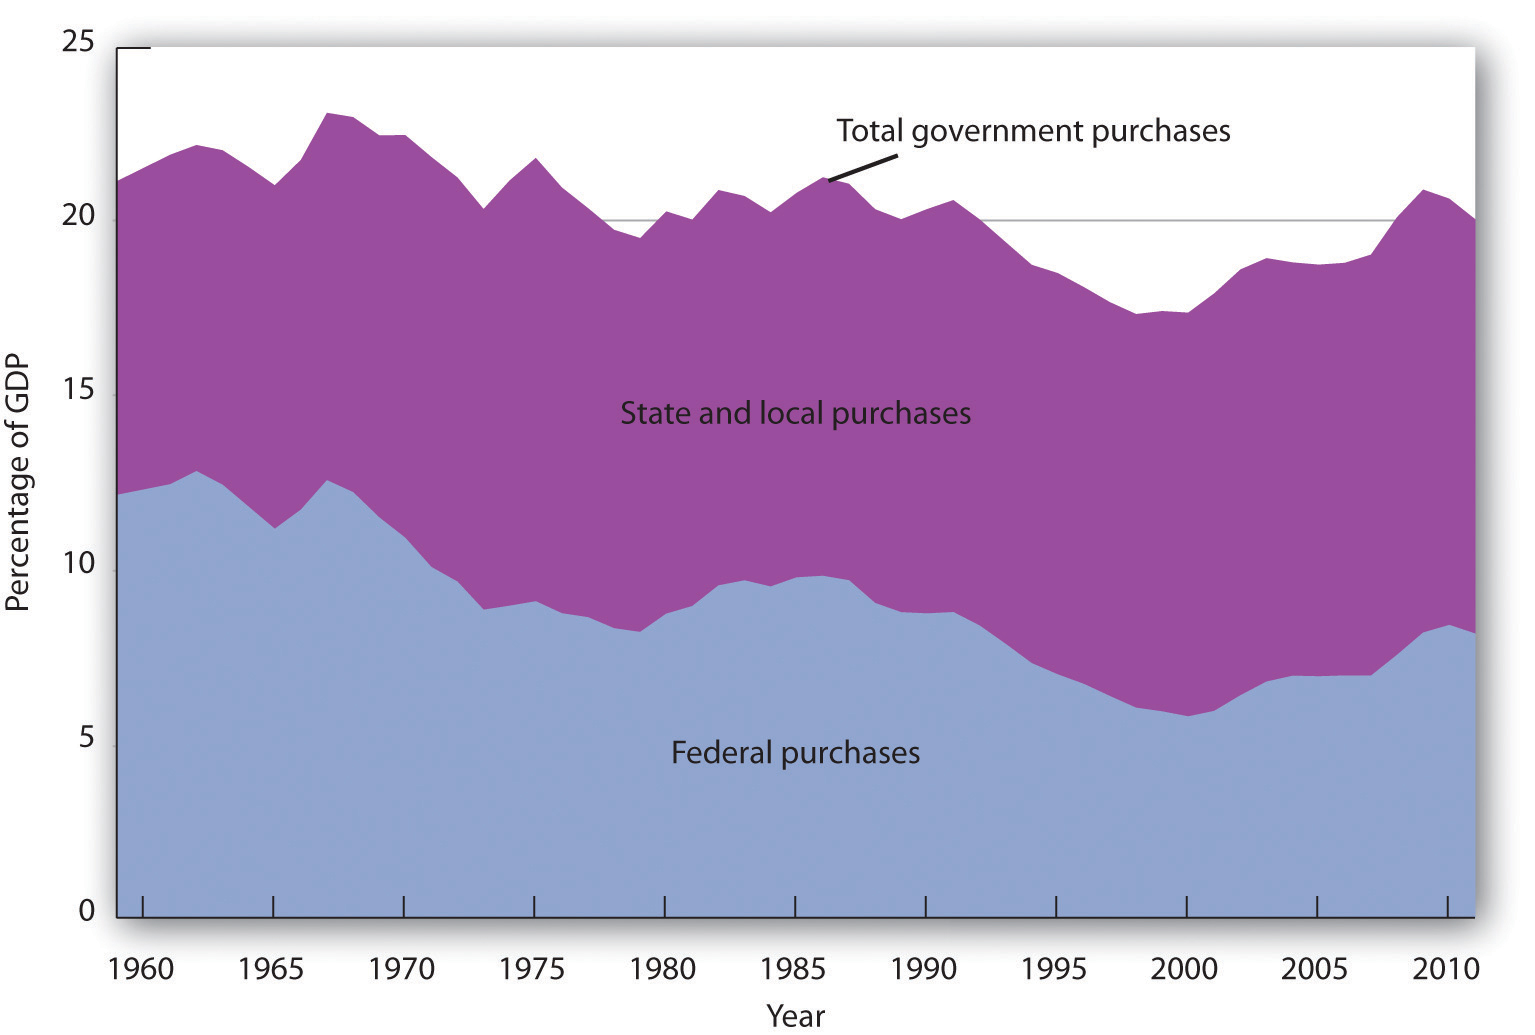 25
20
15
10
5
0
Percentage of GDP
Total government purchases
State and local purchases
Federal purchases
1960 1965 1970 1975 1980 1985 1990 1995 2000 2005 2010
Year